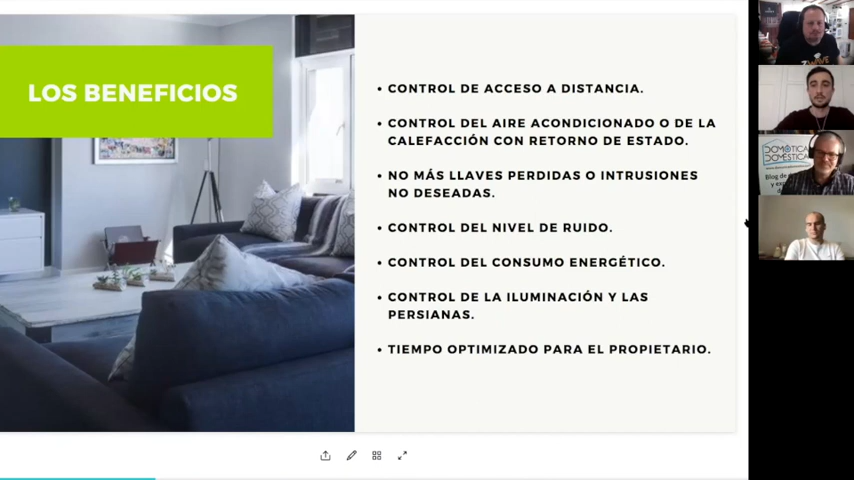 LOS BENEFICIOS
• CONTROL DE ACCESO A DISTANCIA.
• CONTROL DEL AIRE ACONDICIONADO O DE LA
CALEFACCIÓN CON RETORNO DE ESTADO.
• NO MÁS LLAVES PERDIDAS O INTRUSIONES
NO DESEADAS.
• CONTROL DEL NIVEL DE RUIDO.
• CONTROL DEL CONSUMO ENERGÉTICO.
• CONTROL DE LA ILUMINACIÓN Y LAS
PERSIANAS.
• TIEMPO OPTIMIZADO PARA EL PROPIETARIO.
DOMÓTICA
DOMÉSTICA